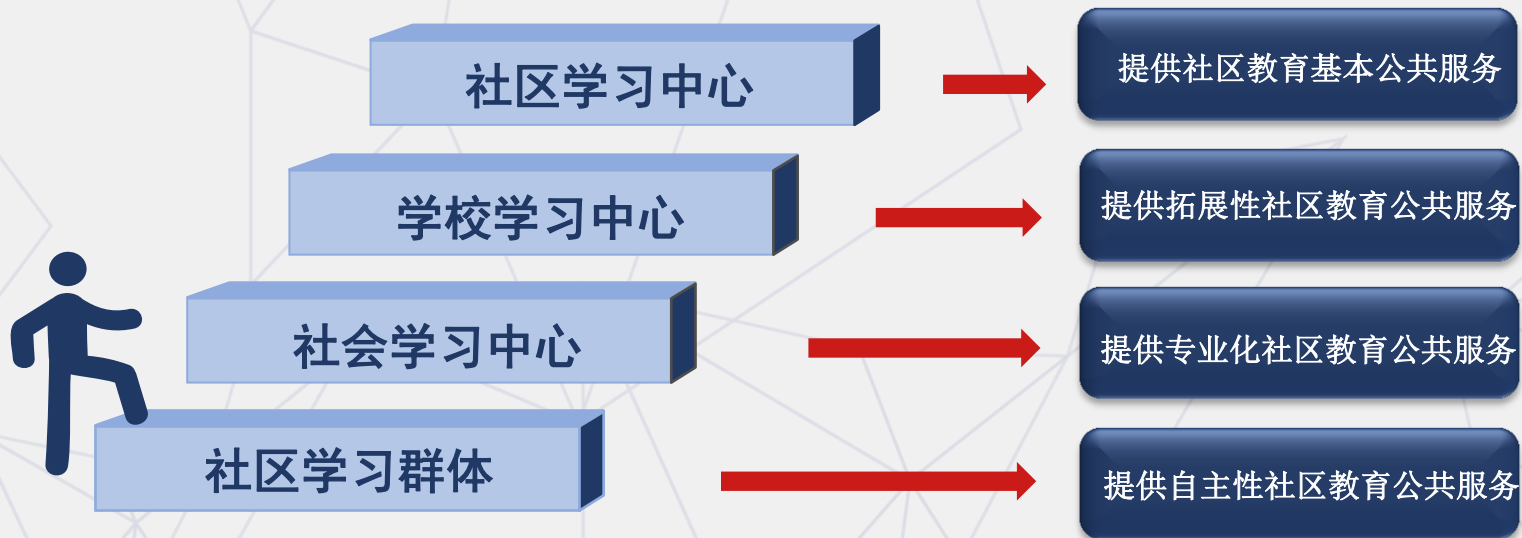 社区学习中心
提供社区教育基本公共服务
学校学习中心
提供拓展性社区教育公共服务
社会学习中心
提供专业化社区教育公共服务
社区学习群体
提供自主性社区教育公共服务